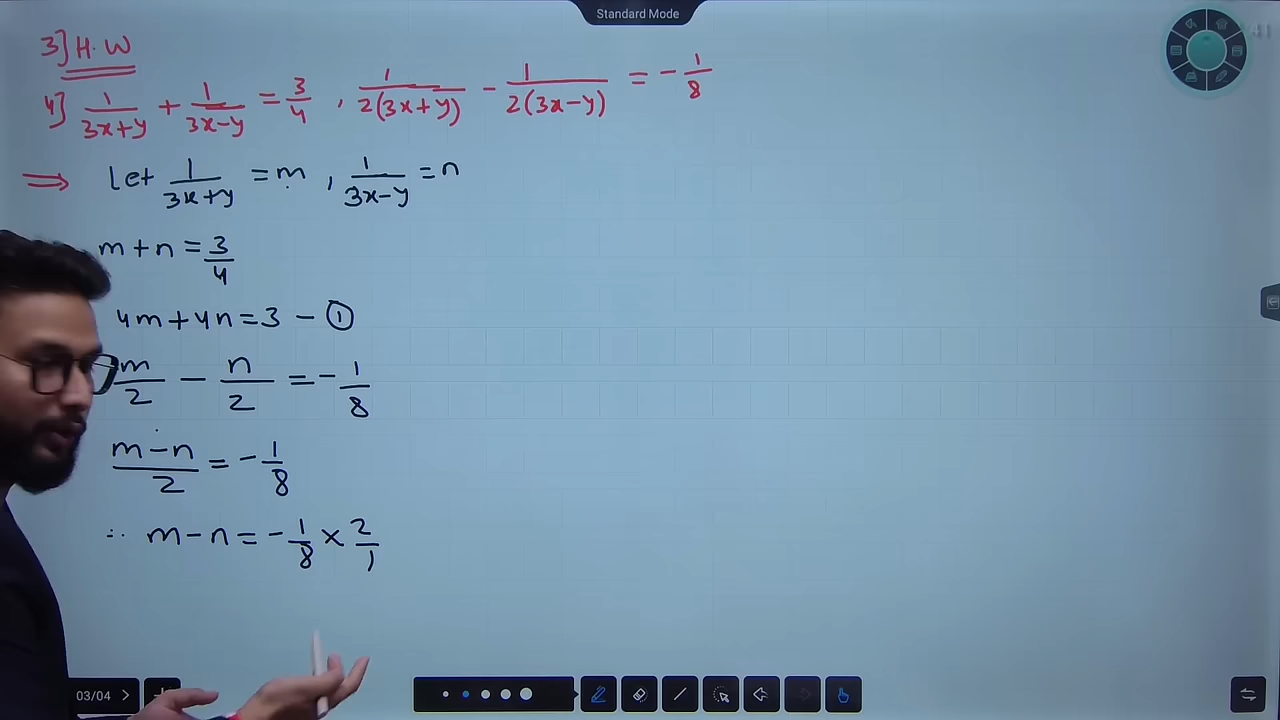 Standard Mode
41
3] H.W
4] 1/(3x+y) + 1/(3x-y) = 3/4 , 1/(2(3x+y)) - 1/(2(3x-y)) = -1/8
⇒ Let 1/(3x+y) = m , 1/(3x-y) = n
m + n = 3/4
4m + 4n = 3 - ①
m/2 - n/2 = -1/8
(m-n)/2 = -1/8
∴ m - n = -1/8 × 2/1
03/04 >